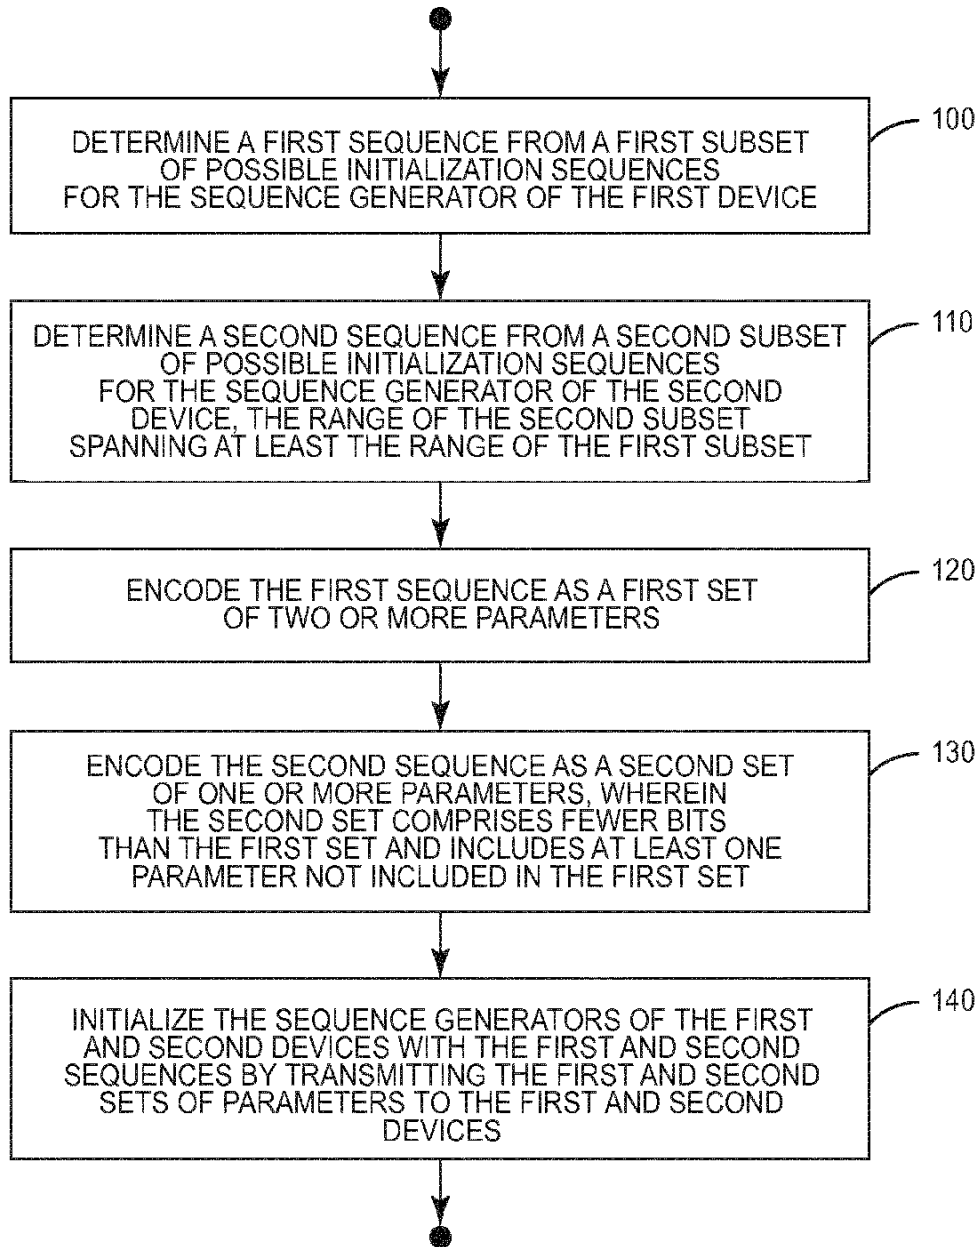 100
DETERMINE A FIRST SEQUENCE FROM A FIRST SUBSET
OF POSSIBLE INITIALIZATION SEQUENCES
FOR THE SEQUENCE GENERATOR OF THE FIRST DEVICE
110
DETERMINE A SECOND SEQUENCE FROM A SECOND SUBSET
OF POSSIBLE INITIALIZATION SEQUENCES
FOR THE SEQUENCE GENERATOR OF THE SECOND
DEVICE, THE RANGE OF THE SECOND SUBSET
SPANNING AT LEAST THE RANGE OF THE FIRST SUBSET
120
ENCODE THE FIRST SEQUENCE AS A FIRST SET
OF TWO OR MORE PARAMETERS
130
ENCODE THE SECOND SEQUENCE AS A SECOND SET
OF ONE OR MORE PARAMETERS, WHEREIN
THE SECOND SET COMPRISES FEWER BITS
THAN THE FIRST SET AND INCLUDES AT LEAST ONE
PARAMETER NOT INCLUDED IN THE FIRST SET
140
INITIALIZE THE SEQUENCE GENERATORS OF THE FIRST
AND SECOND DEVICES WITH THE FIRST AND SECOND
SEQUENCES BY TRANSMITTING THE FIRST AND SECOND
SETS OF PARAMETERS TO THE FIRST AND SECOND
DEVICES